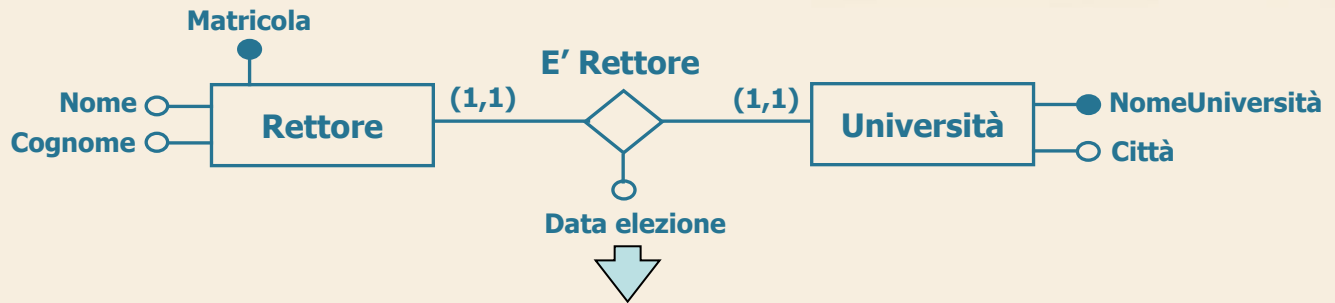 Matricola
E’ Rettore
Nome
(1,1)
(1,1)
NomeUniversità
Rettore
Università
Cognome
Città
Data elezione